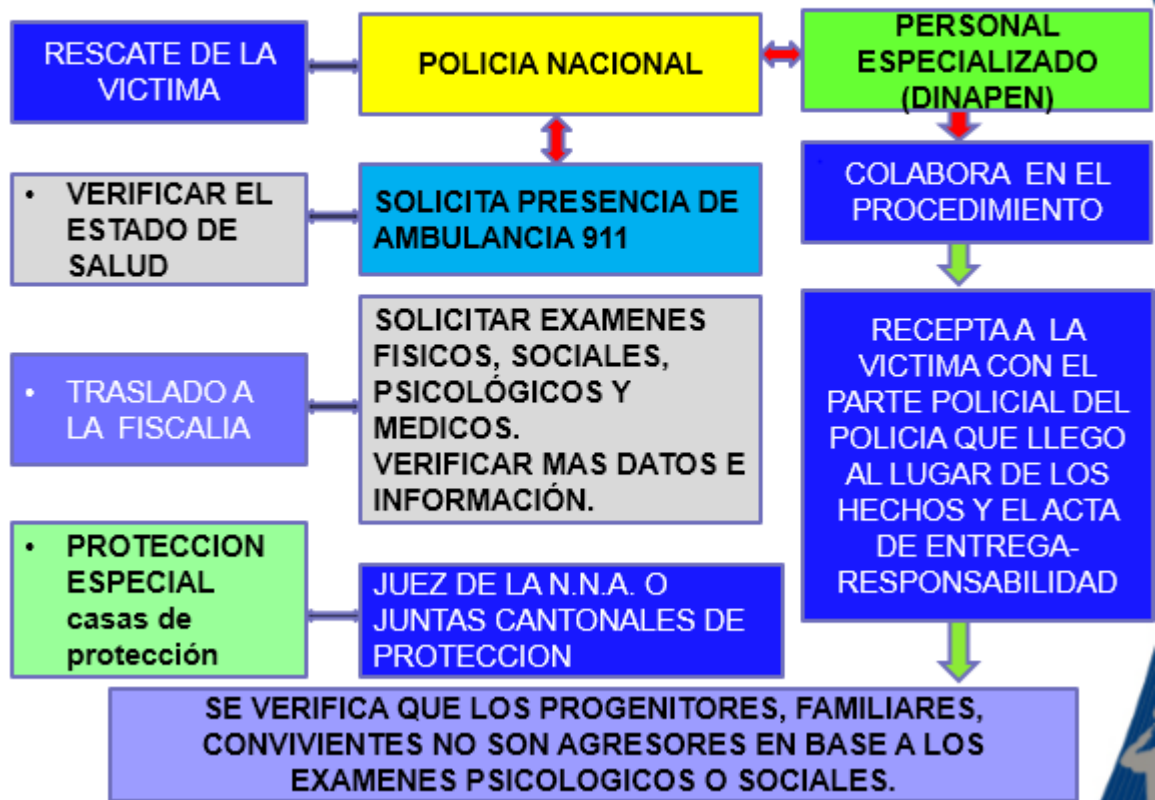 RESCATE DE LA
VICTIMA
POLICIA NACIONAL
PERSONAL
ESPECIALIZADO
(DINAPEN)
• VERIFICAR EL
ESTADO DE
SALUD
SOLICITA PRESENCIA DE
AMBULANCIA 911
COLABORA EN EL
PROCEDIMIENTO
• TRASLADO A
LA FISCALIA
SOLICITAR EXAMENES
FISICOS, SOCIALES,
PSICOLÓGICOS Y
MEDICOS.
VERIFICAR MAS DATOS E
INFORMACIÓN.
RECEPTA A LA
VICTIMA CON EL
PARTE POLICIAL DEL
POLICIA QUE LLEGO
AL LUGAR DE LOS
HECHOS Y EL ACTA
DE ENTREGA-
RESPONSABILIDAD
• PROTECCION
ESPECIAL
casas de
protección
JUEZ DE LA N.N.A. O
JUNTAS CANTONALES DE
PROTECCION
SE VERIFICA QUE LOS PROGENITORES, FAMILIARES,
CONVIVIENTES NO SON AGRESORES EN BASE A LOS
EXAMENES PSICOLOGICOS O SOCIALES.